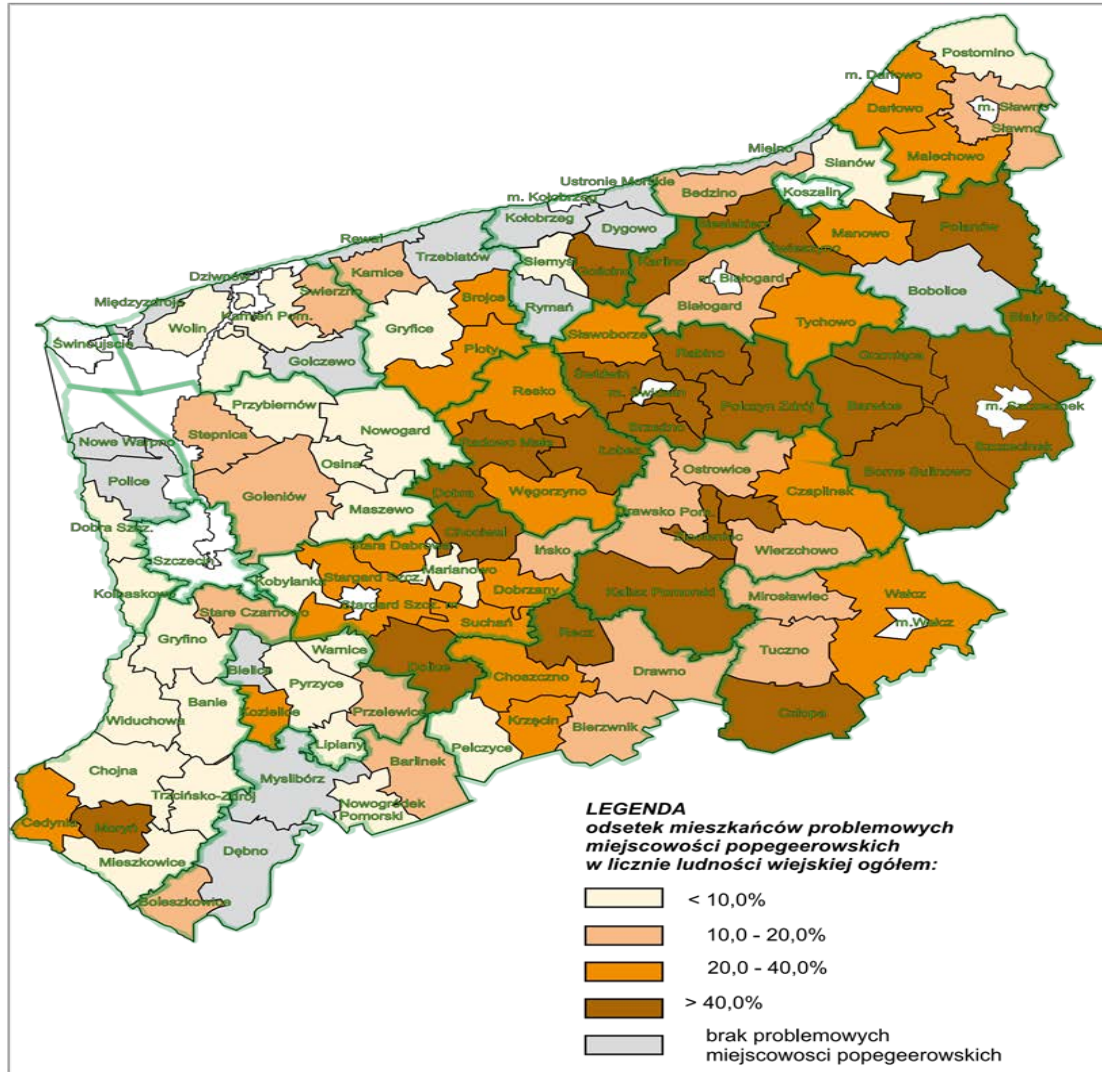 Postomino
m. Darłowo
Darłowo
m. Sławno
Sławno
Malechowo
Mielno
Sianów
Ustronie Morskie
Będzino
Koszalin
m. Kołobrzeg
Kołobrzeg
Dygowo
Manowo
Polanów
Rewal
Trzebiatów
Siemyśl
Gościno
Karlino
Karnice
Dziwnów
Świerzno
Międzyzdroje
Wolin
Kamień Pom.
Brojce
Rymań
m. Białogard
Białogard
Bobolice
Biały Bór
Świnoujście
Gryfice
Tychowo
Golczewo
Płoty
Sławoborze
Rąbino
Świdwin
m. Świdwin
Resko
Połczyn Zdrój
Barwice
m. Szczecinek
Szczecinek
Przybiernów
Stepnica
Nowogard
Brzeżno
Nowe Warpno
Radowo Małe
Łobez
Osina
Ostrowice
Borne Sulinowo
Police
Goleniów
Dobra
Węgorzyno
Czaplinek
Maszewo
Drawsko Pom.
Dobra Szcz.
Chociwel
Złocieniec
Wierzchowo
Szczecin
Stara Dąbrowa
Ińsko
Kobylanka
Stargard Szcz.
Marianowo
Dobrzany
Kołbaskowo
Kalisz Pomorski
Mirosławiec
Wałcz
Stare Czarnowo
Stargard Szcz. m.
Suchań
m.Wałcz
Gryfino
Recz
Warnice
Tuczno
Bielice
Dolice
Drawno
Pyrzyce
Choszczno
Banie
Kozielice
Przelewice
Człopa
Widuchowa
Krzęcin
Bierzwnik
Lipiany
Pełczyce
Barlinek
Myślibórz
Chojna
Trzcińsko-Zdrój
Nowogródek
Pomorski
Cedynia
Moryń
Dębno
Mieszkowice
Boleszkowice
LEGENDA
odsetek mieszkańców problemowych
miejscowości popegeerowskich
w licznie ludności wiejskiej ogółem:
< 10,0%
10,0 - 20,0%
20,0 - 40,0%
> 40,0%
brak problemowych
miejscowosci popegeerowskich